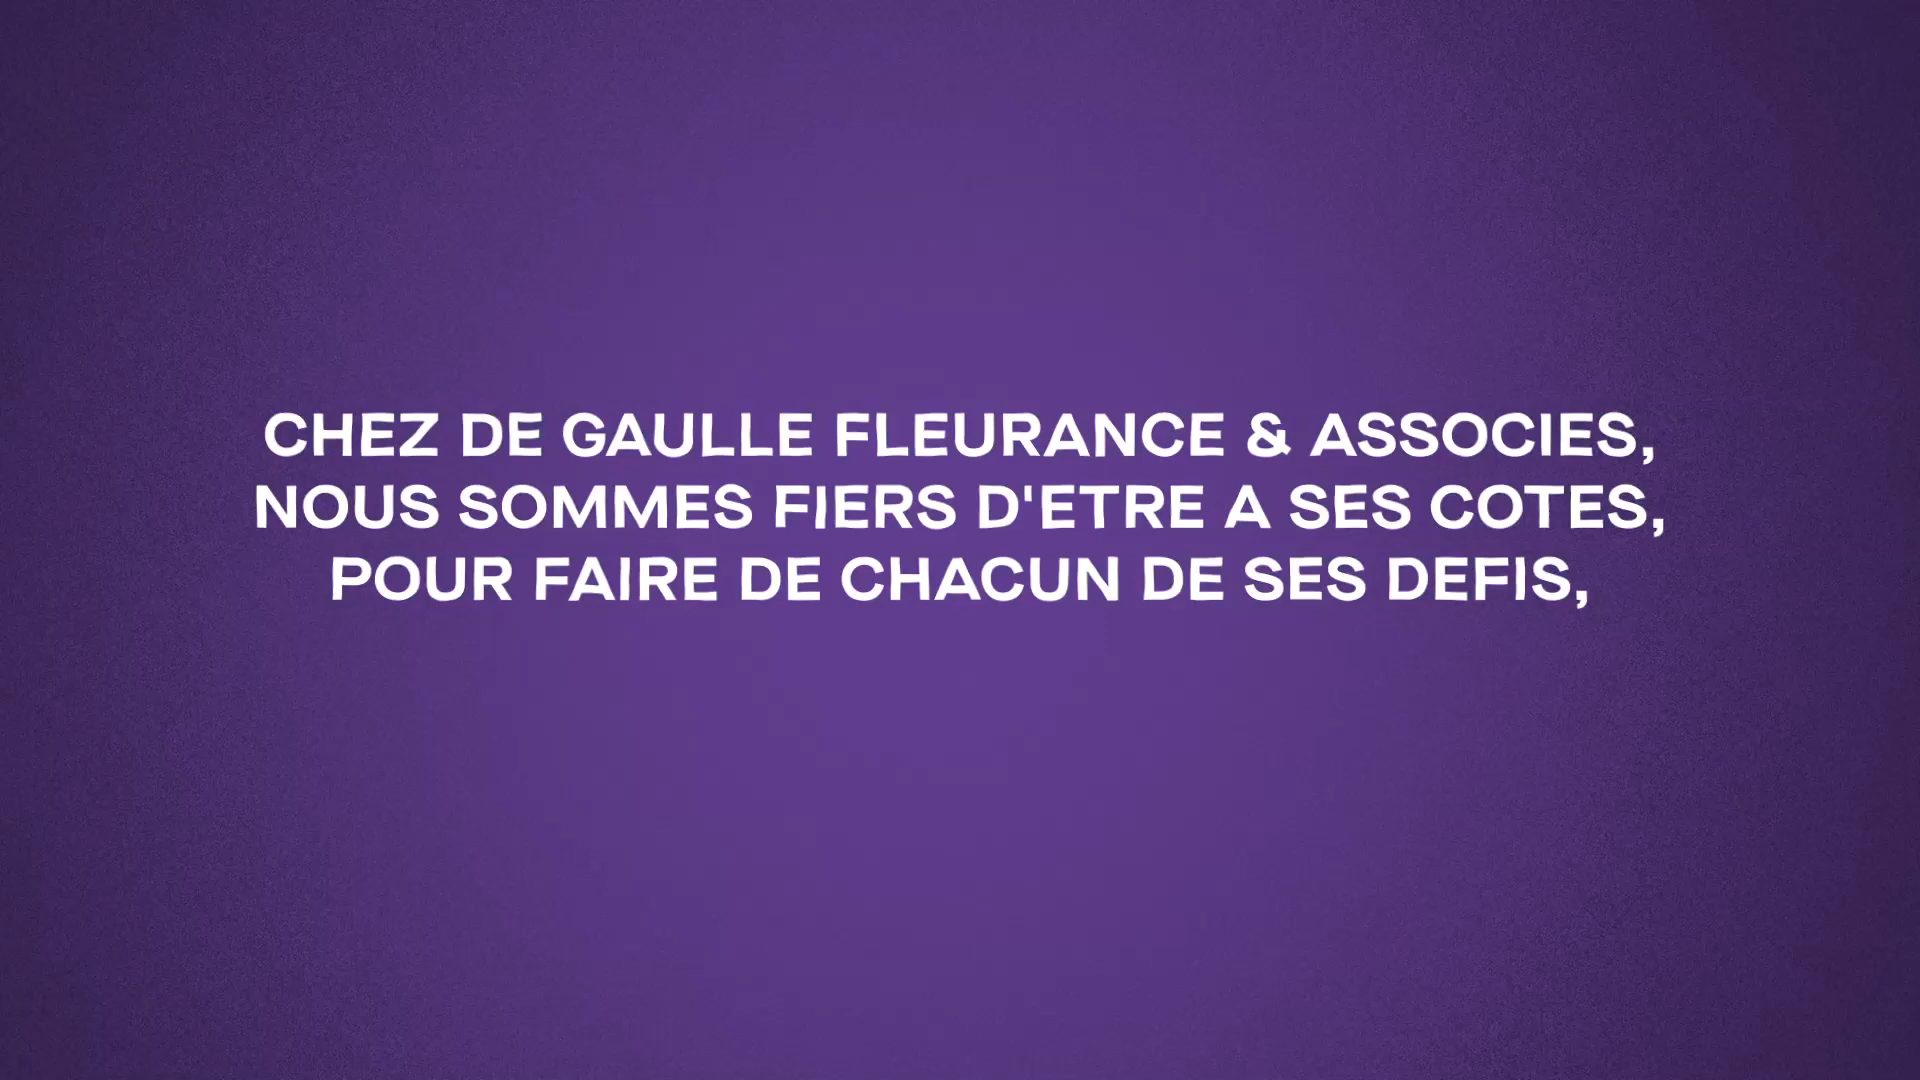 CHEZ DE GAULLE FLEURANCE & ASSOCIES,
NOUS SOMMES FIERS D'ETRE A SES COTES,
POUR FAIRE DE CHACUN DE SES DEFIS,